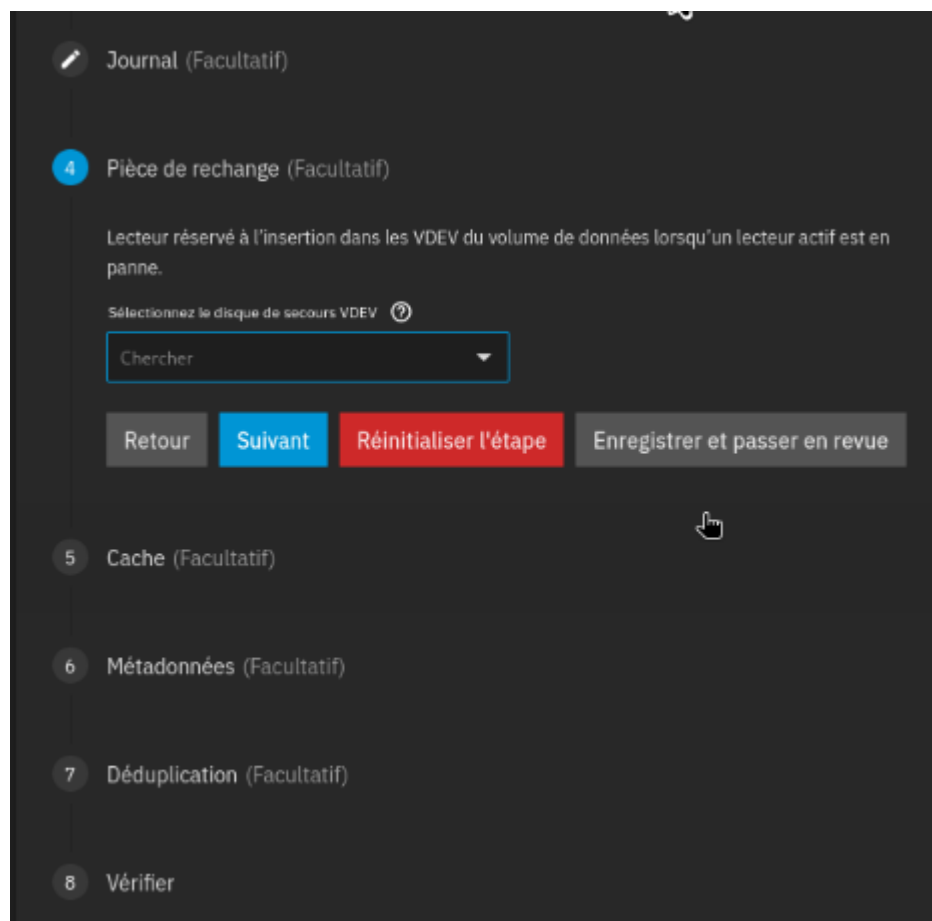 Journal (Facultatif)
4 Pièce de rechange (Facultatif)
Lecteur réservé à l'insertion dans les VDEV du volume de données lorsqu'un lecteur actif est en
panne.
Sélectionnez le disque de secours VDEV ?
Chercher
Retour Suivant Réinitialiser l'étape Enregistrer et passer en revue
5 Cache (Facultatif)
6 Métadonnées (Facultatif)
7 Déduplication (Facultatif)
8 Vérifier